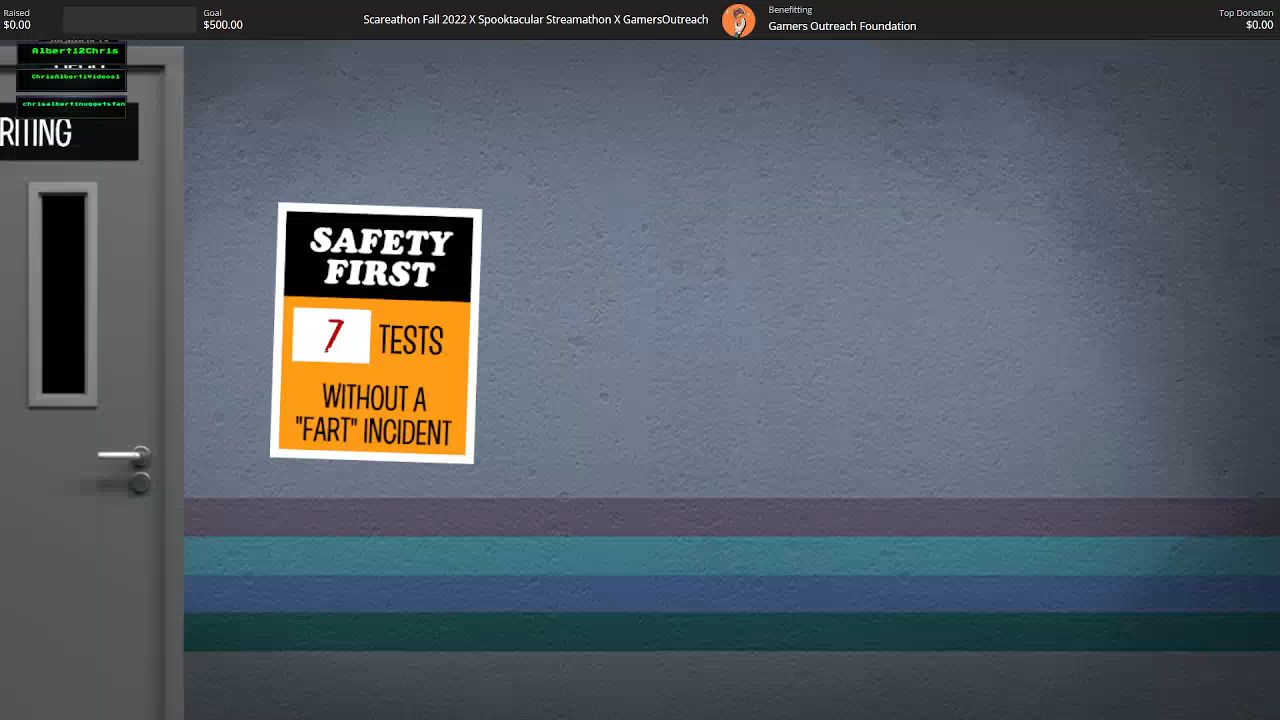 Raised
$0.00
Goal
$500.00
Scareathon Fall 2022 X Spooktacular Streamathon X GamersOutreach
Benefitting
Gamers Outreach Foundation
Top Donation
$0.00
Alberti2Chris
ChrisAlbertiVideos1
chrisalbertinuggetsfan
RITING
SAFETY
FIRST
7 TESTS
WITHOUT A
"FART" INCIDENT